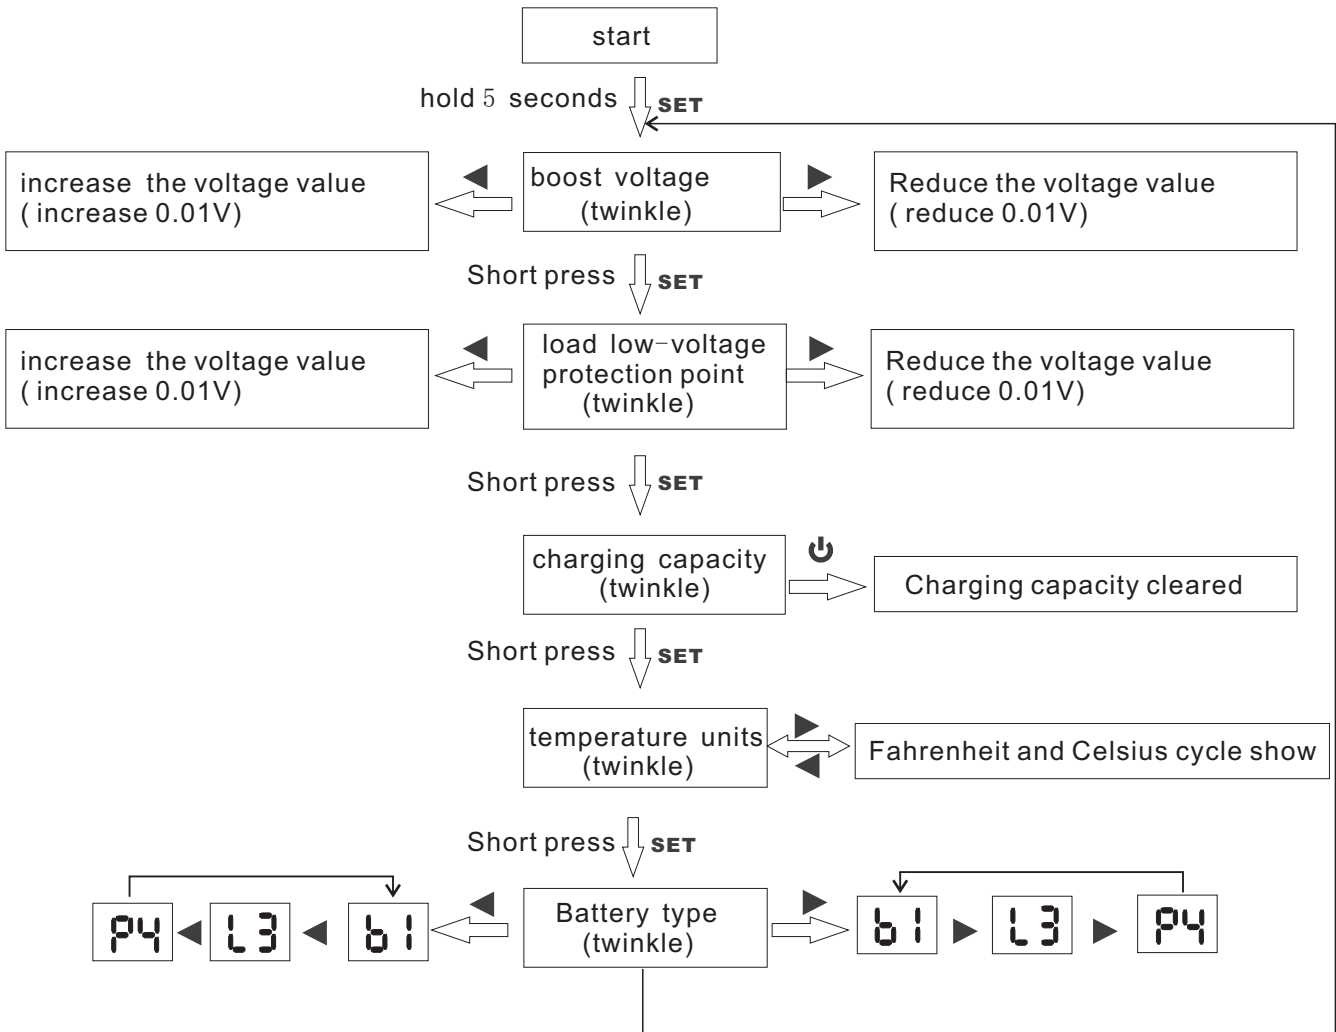 start
hold 5 seconds SET
increase the voltage value
( increase 0.01V)
boost voltage
(twinkle)
Reduce the voltage value
( reduce 0.01V)
Short press SET
increase the voltage value
( increase 0.01V)
load low-voltage
protection point
(twinkle)
Reduce the voltage value
( reduce 0.01V)
Short press SET
charging capacity
(twinkle)
Charging capacity cleared
Short press SET
temperature units
(twinkle)
Fahrenheit and Celsius cycle show
Short press SET
P4 L3 b1
Battery type
(twinkle)
b1 L3 P4